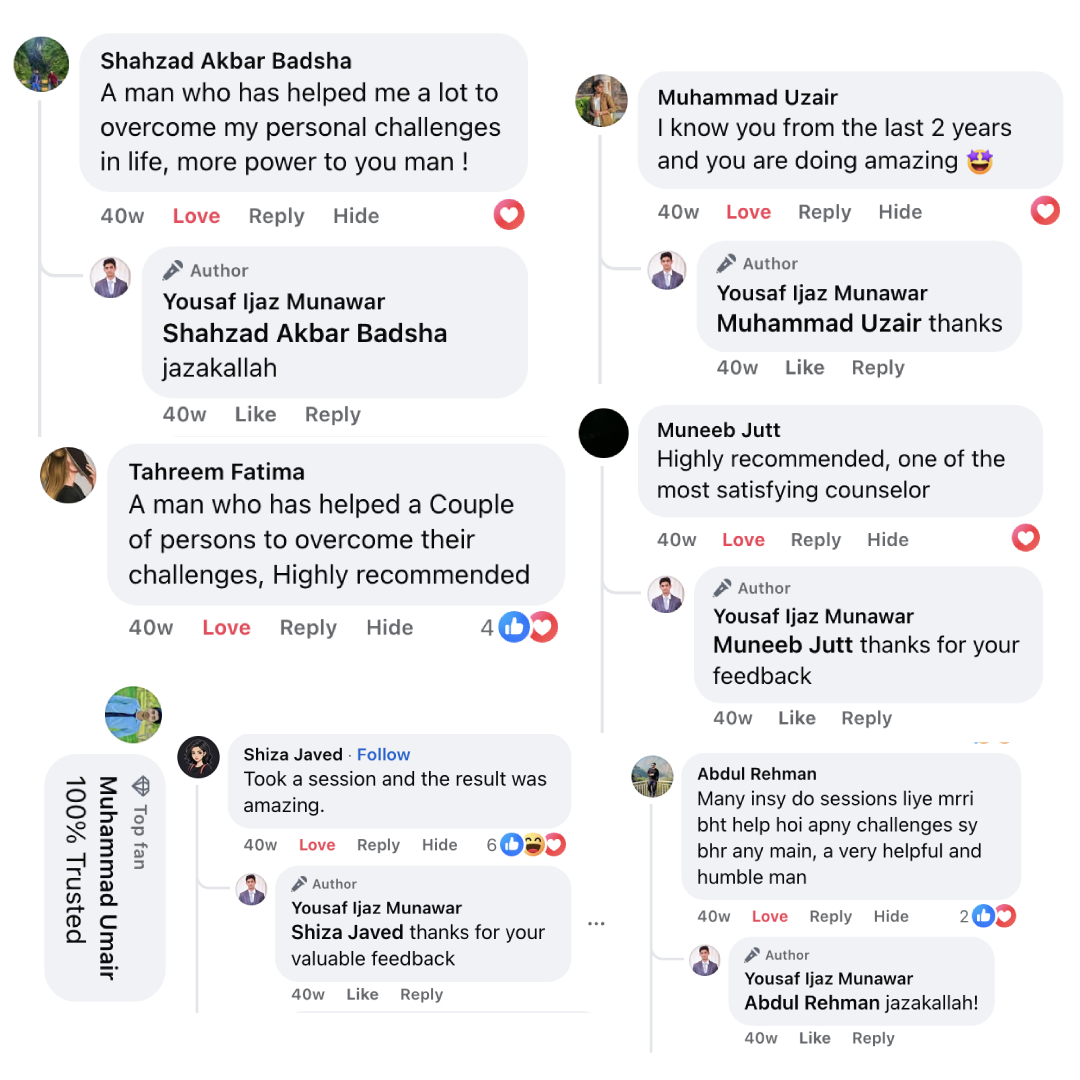 Shahzad Akbar Badsha
A man who has helped me a lot to
overcome my personal challenges
in life, more power to you man !
40w Love Reply Hide
Author
Yousaf Ijaz Munawar
Shahzad Akbar Badsha
jazakallah
40w Like Reply
Tahreem Fatima
A man who has helped a Couple
of persons to overcome their
challenges, Highly recommended
40w Love Reply Hide 4
Top fan
Muhammad Umair
100% Trusted
Shiza Javed · Follow
Took a session and the result was
amazing.
40w Love Reply Hide 6
Author
Yousaf Ijaz Munawar
Shiza Javed thanks for your
valuable feedback
40w Like Reply
Muhammad Uzair
I know you from the last 2 years
and you are doing amazing 🤩
40w Love Reply Hide
Author
Yousaf Ijaz Munawar
Muhammad Uzair thanks
40w Like Reply
Muneeb Jutt
Highly recommended, one of the
most satisfying counselor
40w Love Reply Hide
Author
Yousaf Ijaz Munawar
Muneeb Jutt thanks for your
feedback
40w Like Reply
Abdul Rehman
Many insy do sessions liye mrri
bht help hoi apny challenges sy
bhr any main, a very helpful and
humble man
40w Love Reply Hide 2
Author
Yousaf Ijaz Munawar
Abdul Rehman jazakallah!
40w Like Reply